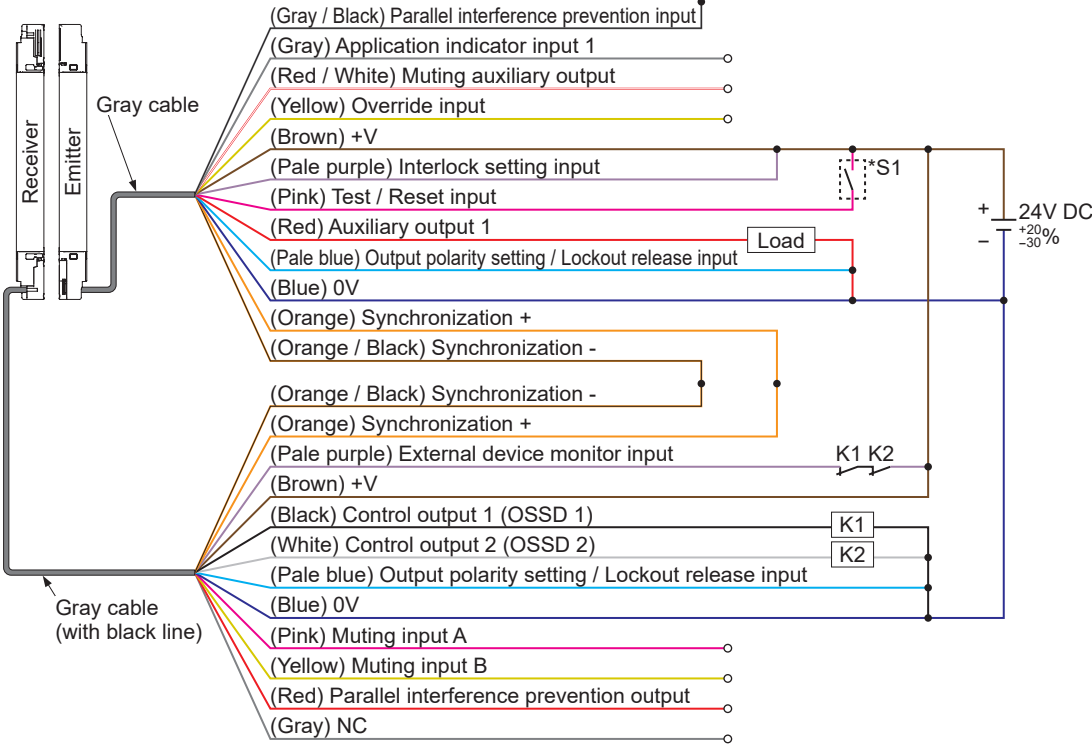 (Gray / Black) Parallel interference prevention input
(Gray) Application indicator input 1
(Red / White) Muting auxiliary output
(Yellow) Override input
(Brown) +V
(Pale purple) Interlock setting input
(Pink) Test / Reset input
(Red) Auxiliary output 1
(Pale blue) Output polarity setting / Lockout release input
(Blue) 0V
(Orange) Synchronization +
(Orange / Black) Synchronization -
Gray cable
Receiver
Emitter
*S1
Load
+
−
24V DC
+20
−30 %
(Orange / Black) Synchronization -
(Orange) Synchronization +
(Pale purple) External device monitor input
K1 K2
(Brown) +V
(Black) Control output 1 (OSSD 1)
K1
(White) Control output 2 (OSSD 2)
K2
(Pale blue) Output polarity setting / Lockout release input
(Blue) 0V
(Pink) Muting input A
(Yellow) Muting input B
(Red) Parallel interference prevention output
(Gray) NC
Gray cable
(with black line)